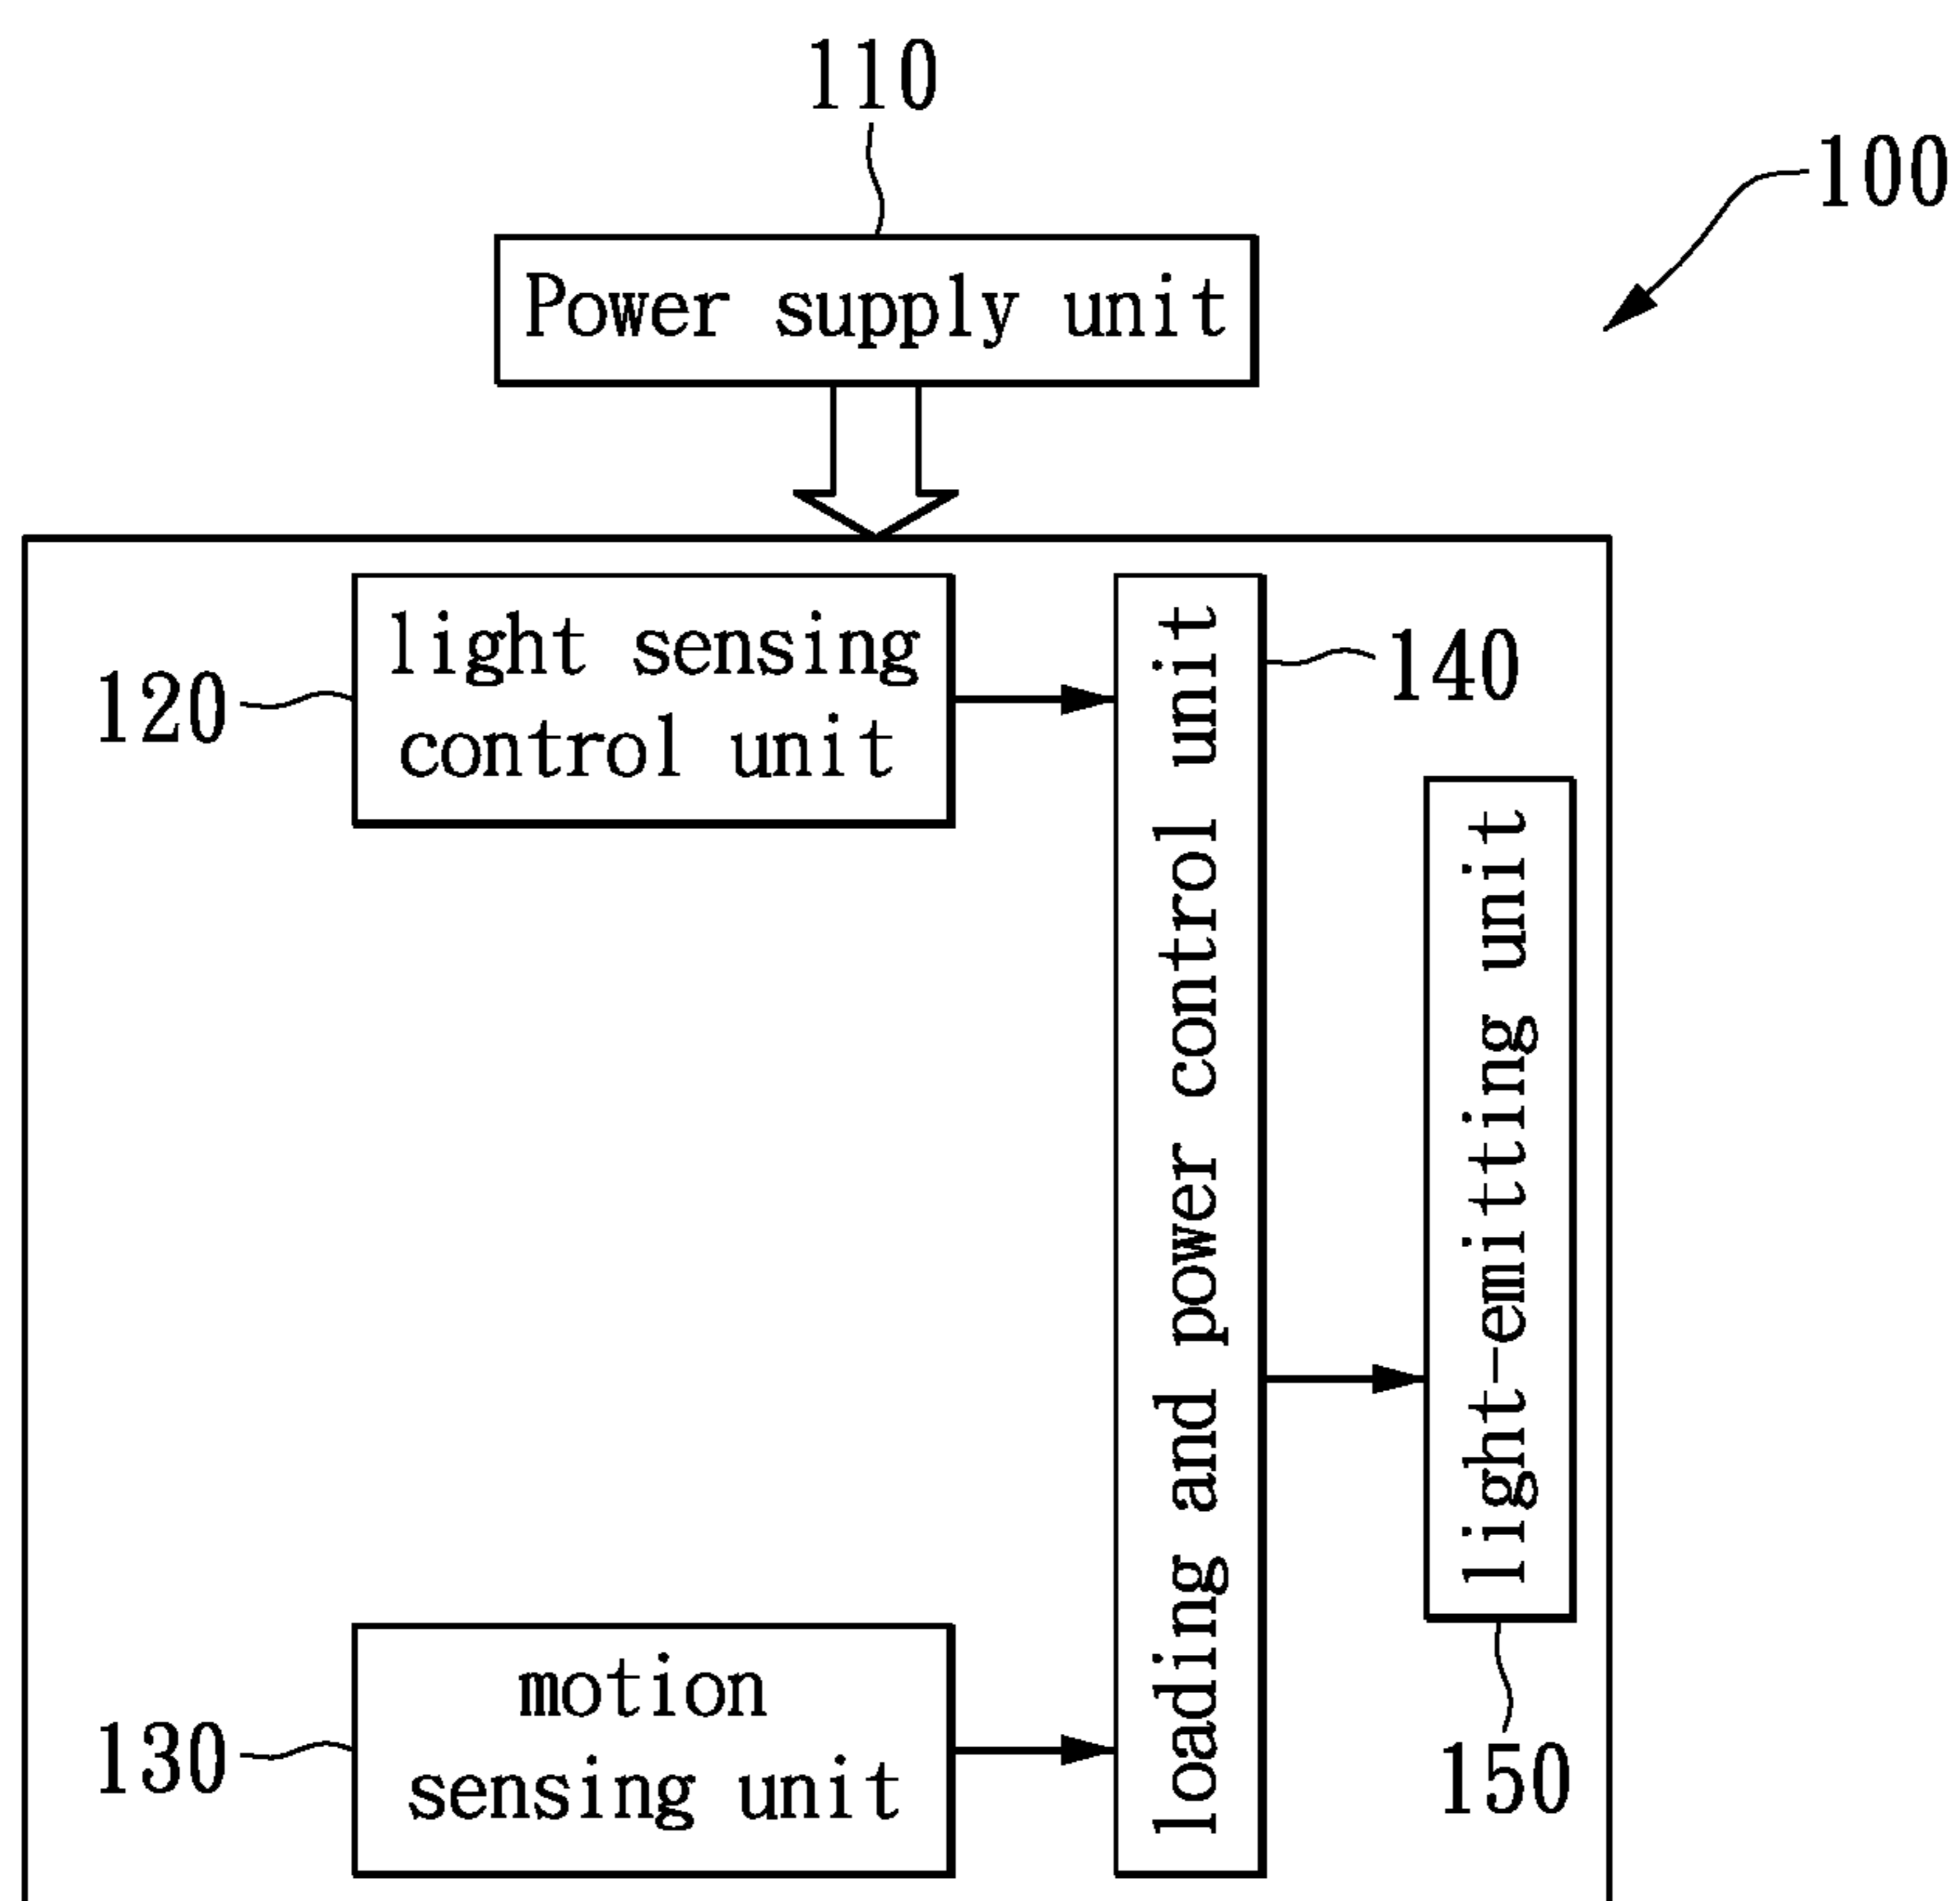 110
100
Power supply unit
light sensing
control unit
120
140
loading and power control unit
light-emitting unit
motion
sensing unit
130
150